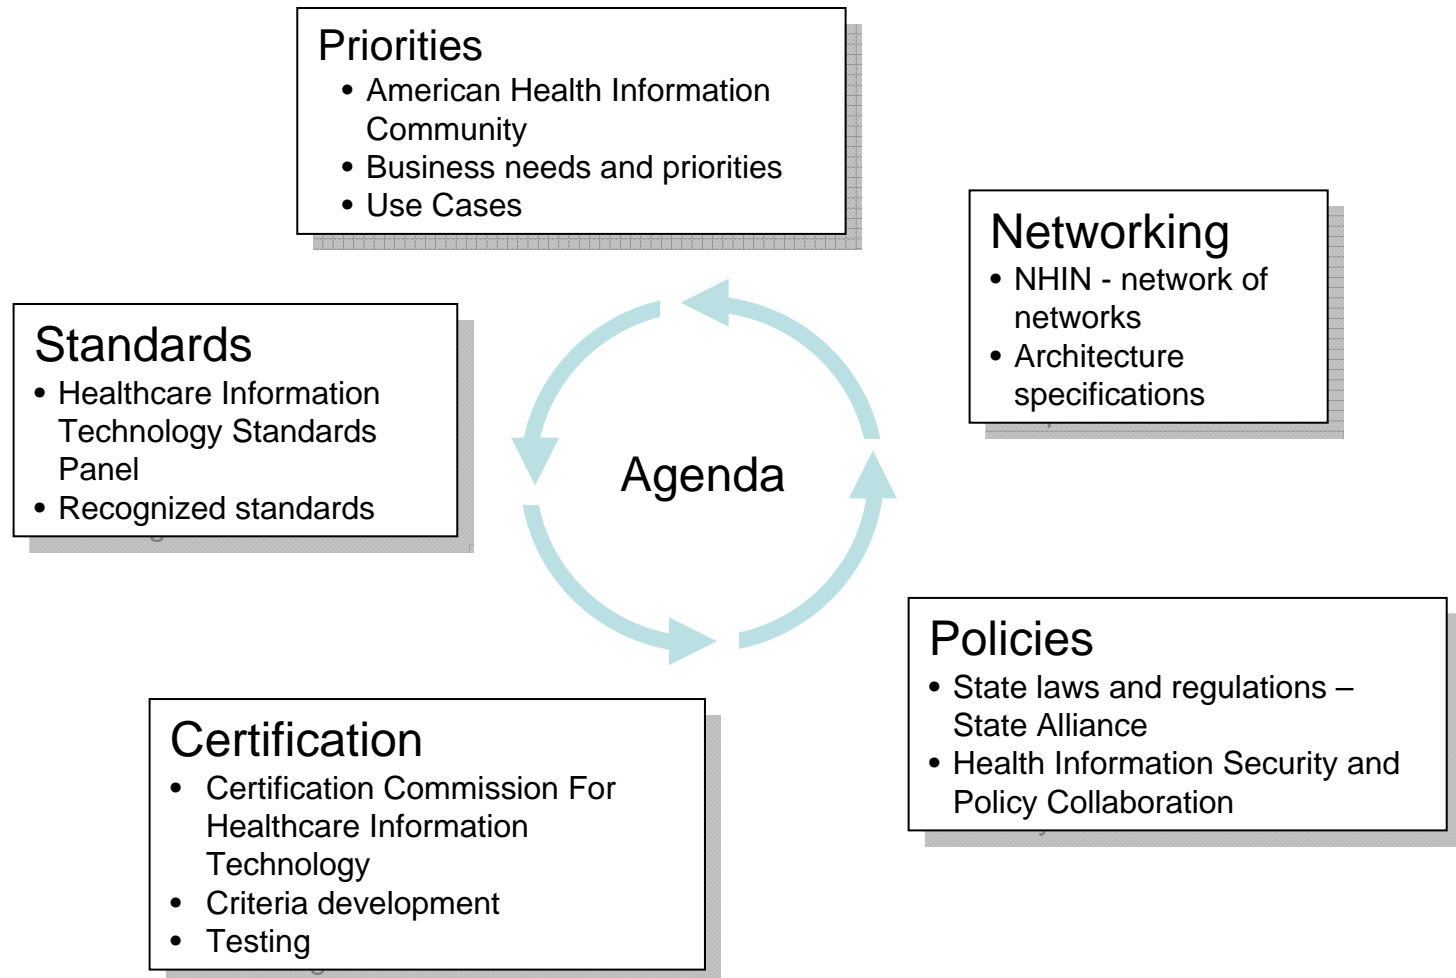 Priorities
• American Health Information
Community
• Business needs and priorities
• Use Cases
Networking
• NHIN - network of
networks
• Architecture
specifications
Standards
• Healthcare Information
Technology Standards
Panel
• Recognized standards
Agenda
Policies
• State laws and regulations –
State Alliance
• Health Information Security and
Policy Collaboration
Certification
• Certification Commission For
Healthcare Information
Technology
• Criteria development
• Testing